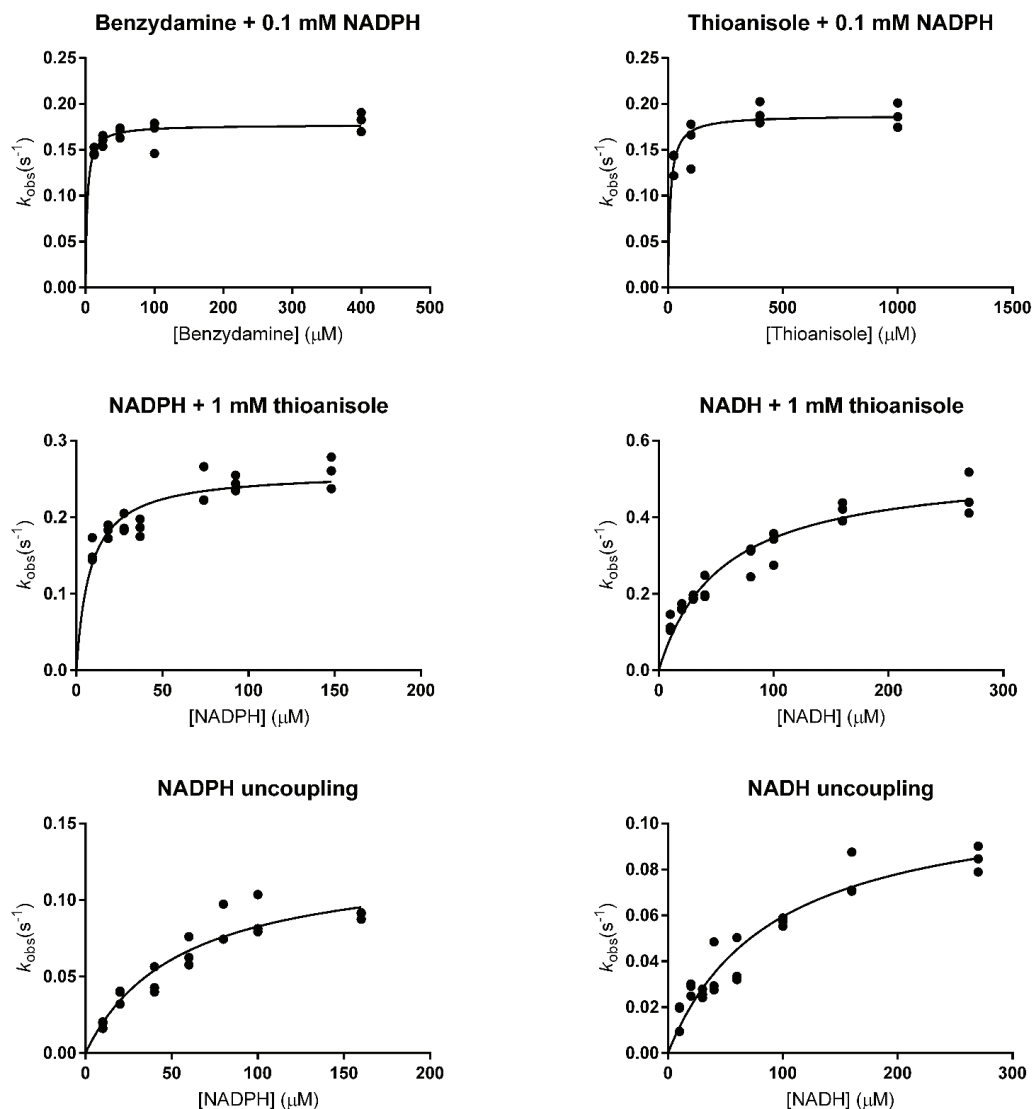 Benzydamine + 0.1 mM NADPH
0.25
0.20
0.15
0.10
0.05
0.00
kobs(s-1)
0 100 200 300 400 500
[Benzydamine] (μM)
Thioanisole + 0.1 mM NADPH
0.25
0.20
0.15
0.10
0.05
0.00
kobs(s-1)
0 500 1000 1500
[Thioanisole] (μM)
NADPH + 1 mM thioanisole
0.3
0.2
0.1
0.0
kobs(s-1)
0 50 100 150 200
[NADPH] (μM)
NADH + 1 mM thioanisole
0.6
0.4
0.2
0.0
kobs(s-1)
0 100 200 300
[NADH] (μM)
NADPH uncoupling
0.15
0.10
0.05
0.00
kobs(s-1)
0 50 100 150 200
[NADPH] (μM)
NADH uncoupling
0.10
0.08
0.06
0.04
0.02
0.00
kobs(s-1)
0 100 200 300
[NADH] (μM)